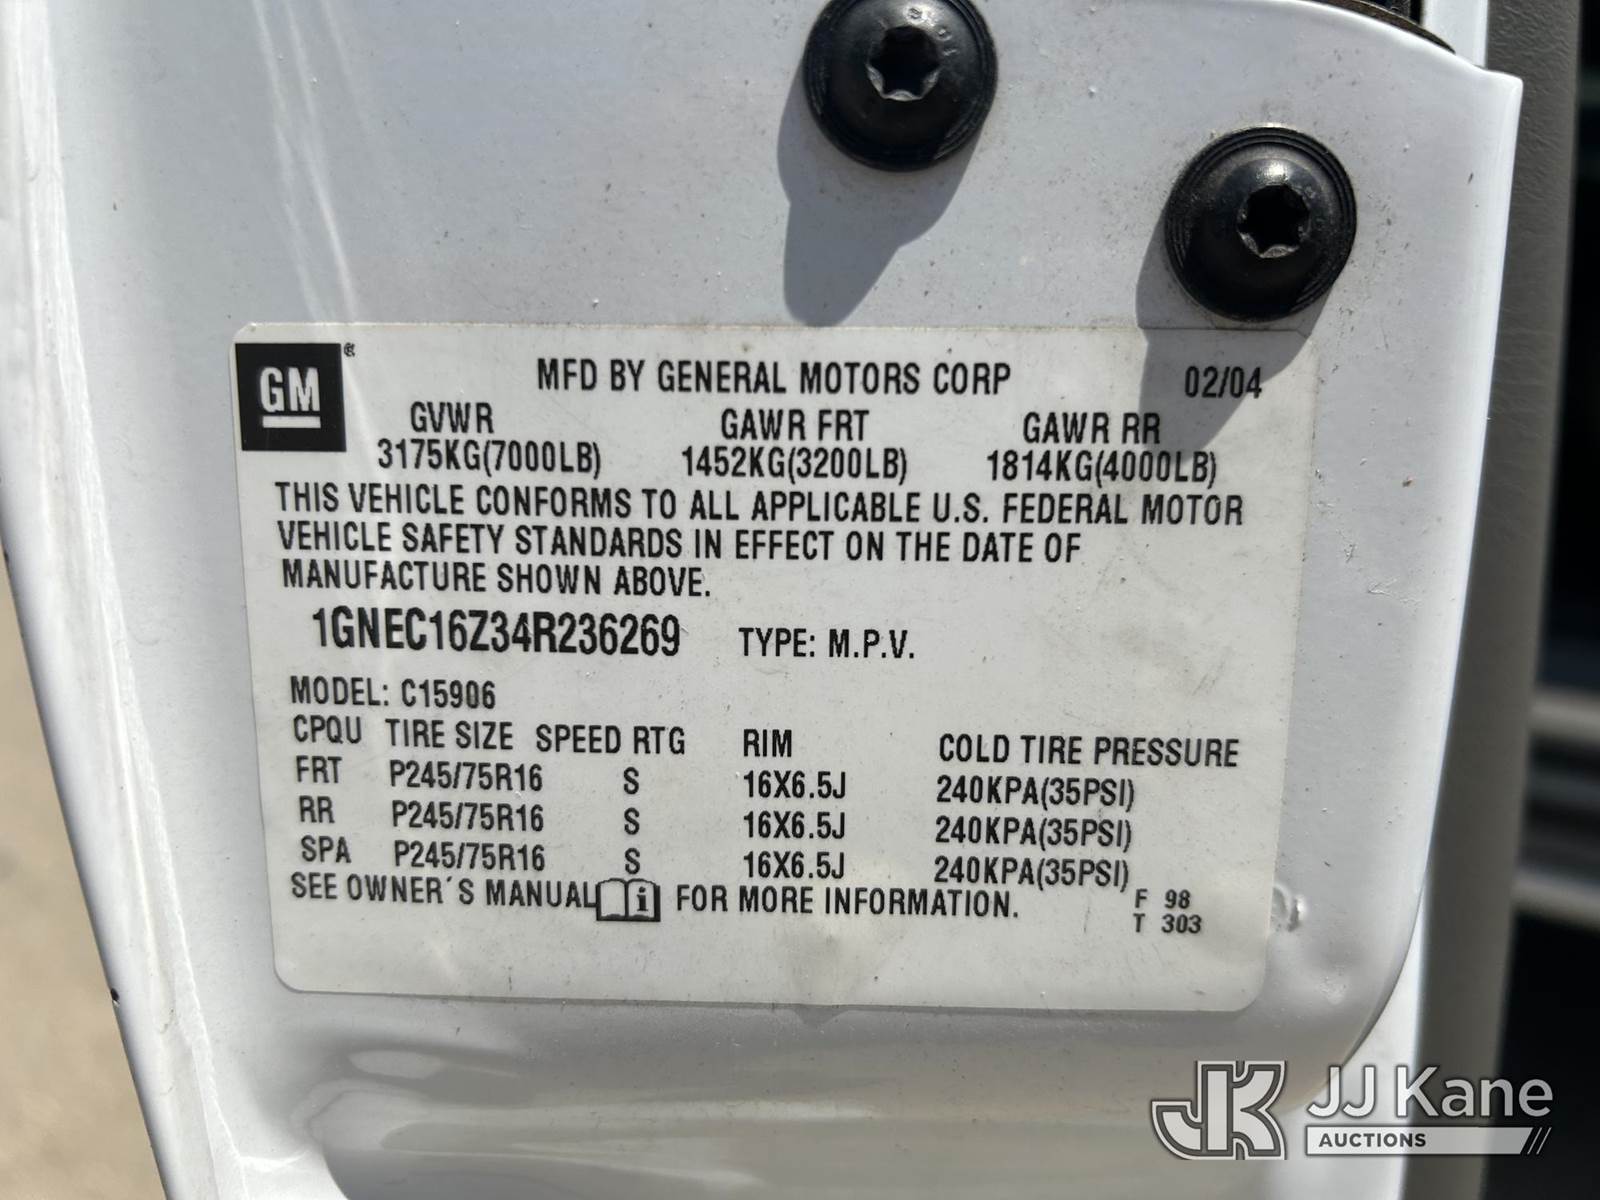 GM
MFD BY GENERAL MOTORS CORP 02/04
GVWR GAWR FRT GAWR RR
3175KG(7000LB) 1452KG(3200LB) 1814KG(4000LB)
THIS VEHICLE CONFORMS TO ALL APPLICABLE U.S. FEDERAL MOTOR
VEHICLE SAFETY STANDARDS IN EFFECT ON THE DATE OF
MANUFACTURE SHOWN ABOVE.
1GNEC16Z34R236269 TYPE: M.P.V.
MODEL: C15906
CPQU TIRE SIZE SPEED RTG RIM COLD TIRE PRESSURE
FRT P245/75R16 S 16X6.5J 240KPA(35PSI)
RR P245/75R16 S 16X6.5J 240KPA(35PSI)
SPA P245/75R16 S 16X6.5J 240KPA(35PSI)
SEE OWNER´S MANUAL i FOR MORE INFORMATION.
F 98
T 303
JK JJ Kane
AUCTIONS